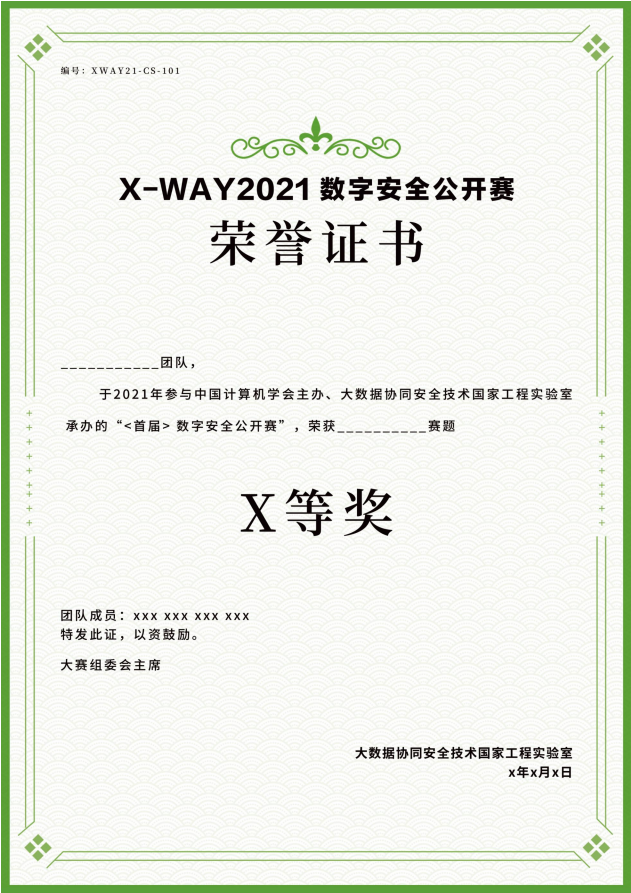 编号：XWAY21-CS-101
X-WAY2021 数字安全公开赛
荣誉证书
___________团队，
于2021年参与中国计算机学会主办、大数据协同安全技术国家工程实验室
承办的“<首届> 数字安全公开赛”，荣获__________赛题
X等奖
团队成员：xxx xxx xxx xxx
特发此证，以资鼓励。
大赛组委会主席
大数据协同安全技术国家工程实验室
x年x月x日